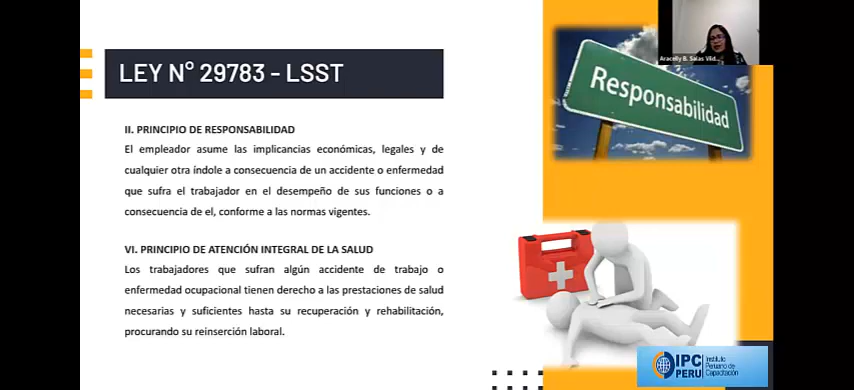 LEY N° 29783 - LSST
II. PRINCIPIO DE RESPONSABILIDAD
El empleador asume las implicancias económicas, legales y de
cualquier otra índole a consecuencia de un accidente o enfermedad
que sufra el trabajador en el desempeño de sus funciones o a
consecuencia de el, conforme a las normas vigentes.
VI. PRINCIPIO DE ATENCIÓN INTEGRAL DE LA SALUD
Los trabajadores que sufran algún accidente de trabajo o
enfermedad ocupacional tienen derecho a las prestaciones de salud
necesarias y suficientes hasta su recuperación y rehabilitación,
procurando su reinserción laboral.
Aracelly B. Salas
Responsabilidad
IPC
PERU
Instituto
Peruano de
Capacitación